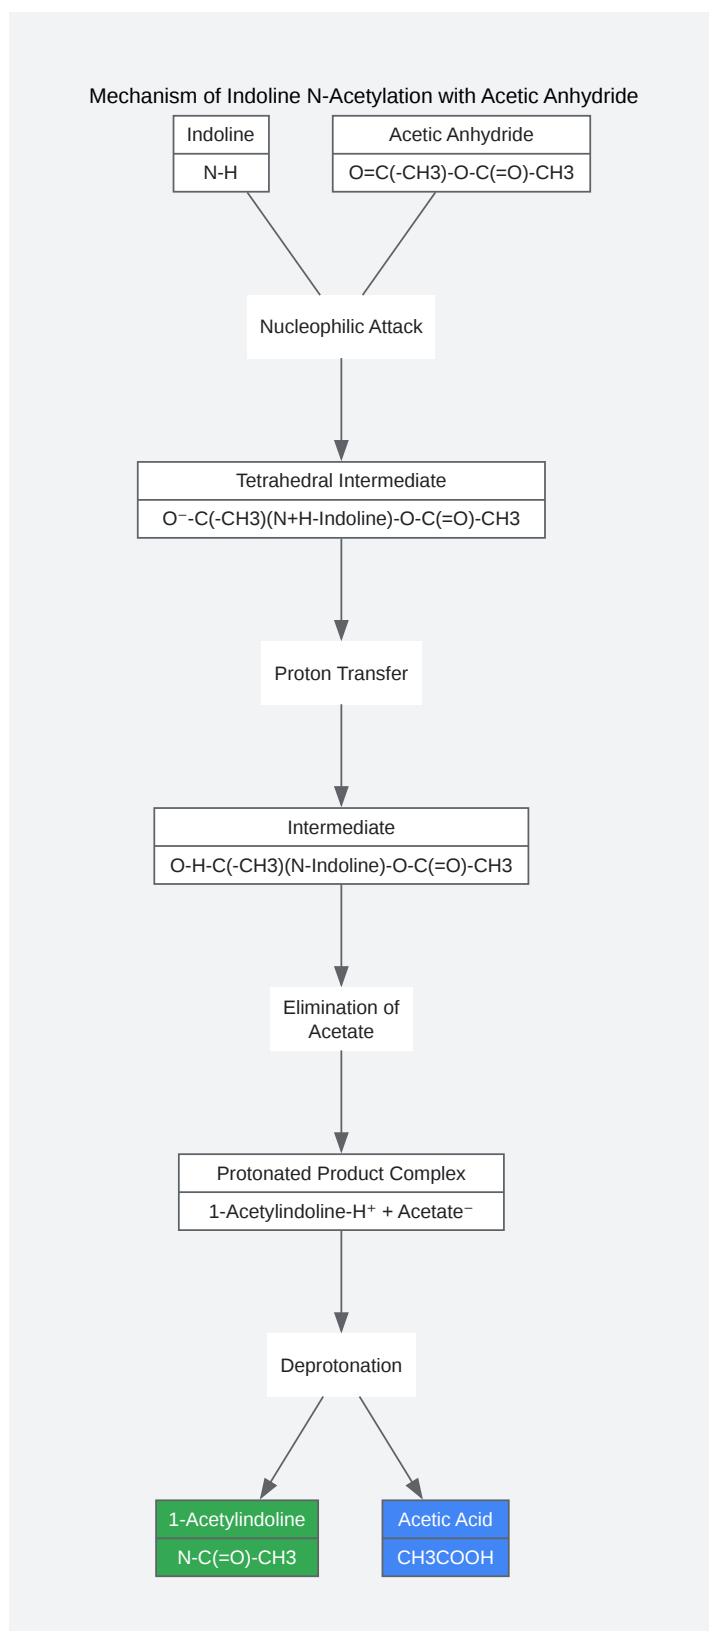 Mechanism of Indoline N-Acetylation with Acetic Anhydride
Indoline
N-H
Acetic Anhydride
O=C(-CH3)-O-C(=O)-CH3
Nucleophilic Attack
Tetrahedral Intermediate
O⁻-C(-CH3)(N+H-Indoline)-O-C(=O)-CH3
Proton Transfer
Intermediate
O-H-C(-CH3)(N-Indoline)-O-C(=O)-CH3
Elimination of
Acetate
Protonated Product Complex
1-Acetylindoline-H⁺ + Acetate⁻
Deprotonation
1-Acetylindoline
N-C(=O)-CH3
Acetic Acid
CH3COOH